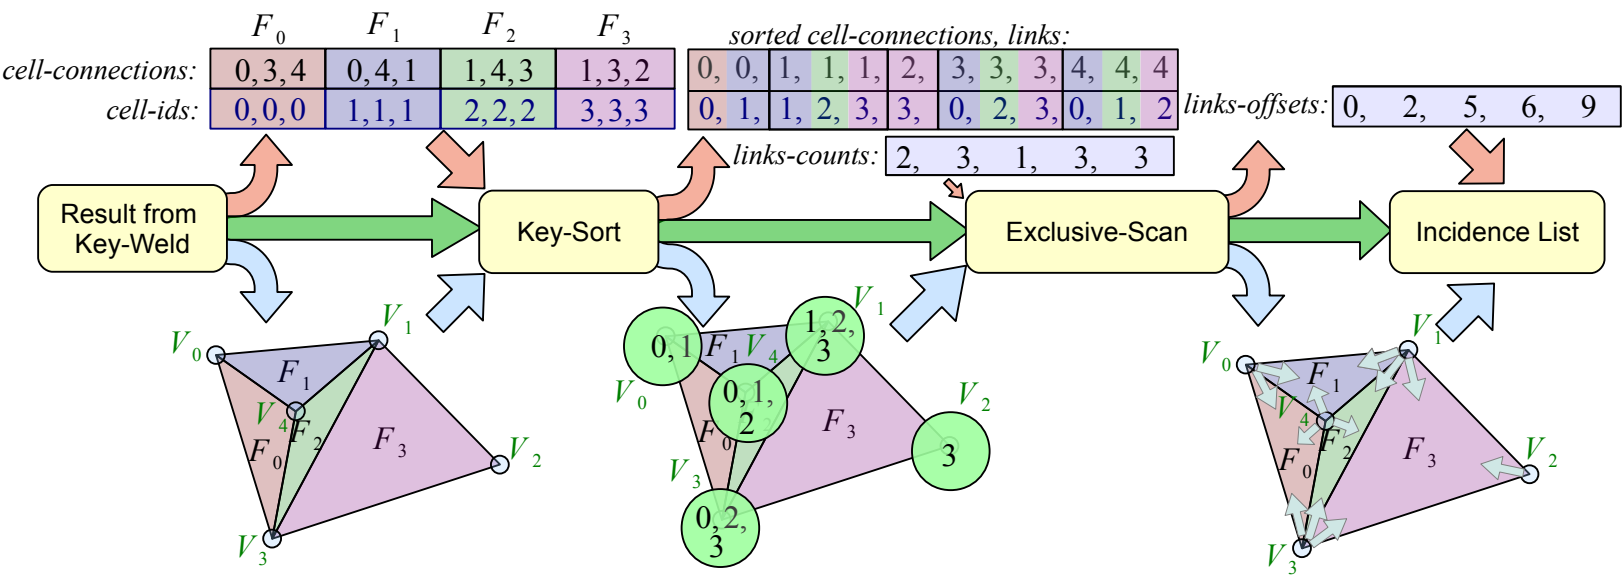 F0 F1 F2 F3
cell-connections: 0,3,4 0,4,1 1,4,3 1,3,2
cell-ids: 0,0,0 1,1,1 2,2,2 3,3,3
sorted cell-connections, links:
0, 0, 1, 1, 1, 2, 3, 3, 3, 4, 4, 4
0, 1, 1, 2, 3, 3, 0, 2, 3, 0, 1, 2
links-counts: 2, 3, 1, 3, 3
links-offsets: 0, 2, 5, 6, 9
Result from
Key-Weld
Key-Sort
Exclusive-Scan
Incidence List
V0 V1
F1
V4
F0 F2 F3
V2
V3
V1
0,1 F1 V4 1,2,
3
V0
0,1,
2
V2
F0 F3
3
V3
0,2,
3
V1
V0
F1
V4
F0 F2 F3
V2
V3